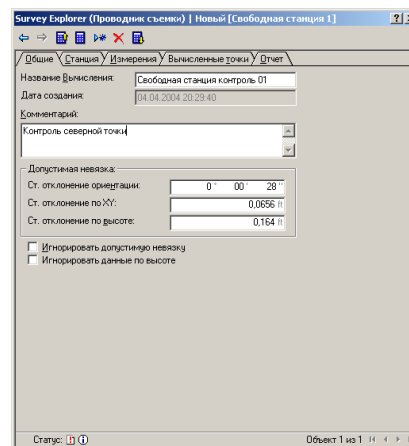 Survey Explorer (Проводник съемки) | Новый [Свободная станция 1]
Общие Станция Измерения Вычисленные точки Отчет
Название Вычисления: Свободная станция контроль 01
Дата создания: 04.04.2004 20:29:40
Комментарий:
Контроль северной точки
Допустимая невязка:
Ст. отклонение ориентации: 0 ° 00 ' 28 "
Ст. отклонение по XY: 0,0656 ft
Ст. отклонение по высоте: 0,164 ft
Игнорировать допустимую невязку
Игнорировать данные по высоте
Статус: Объект 1 из 1